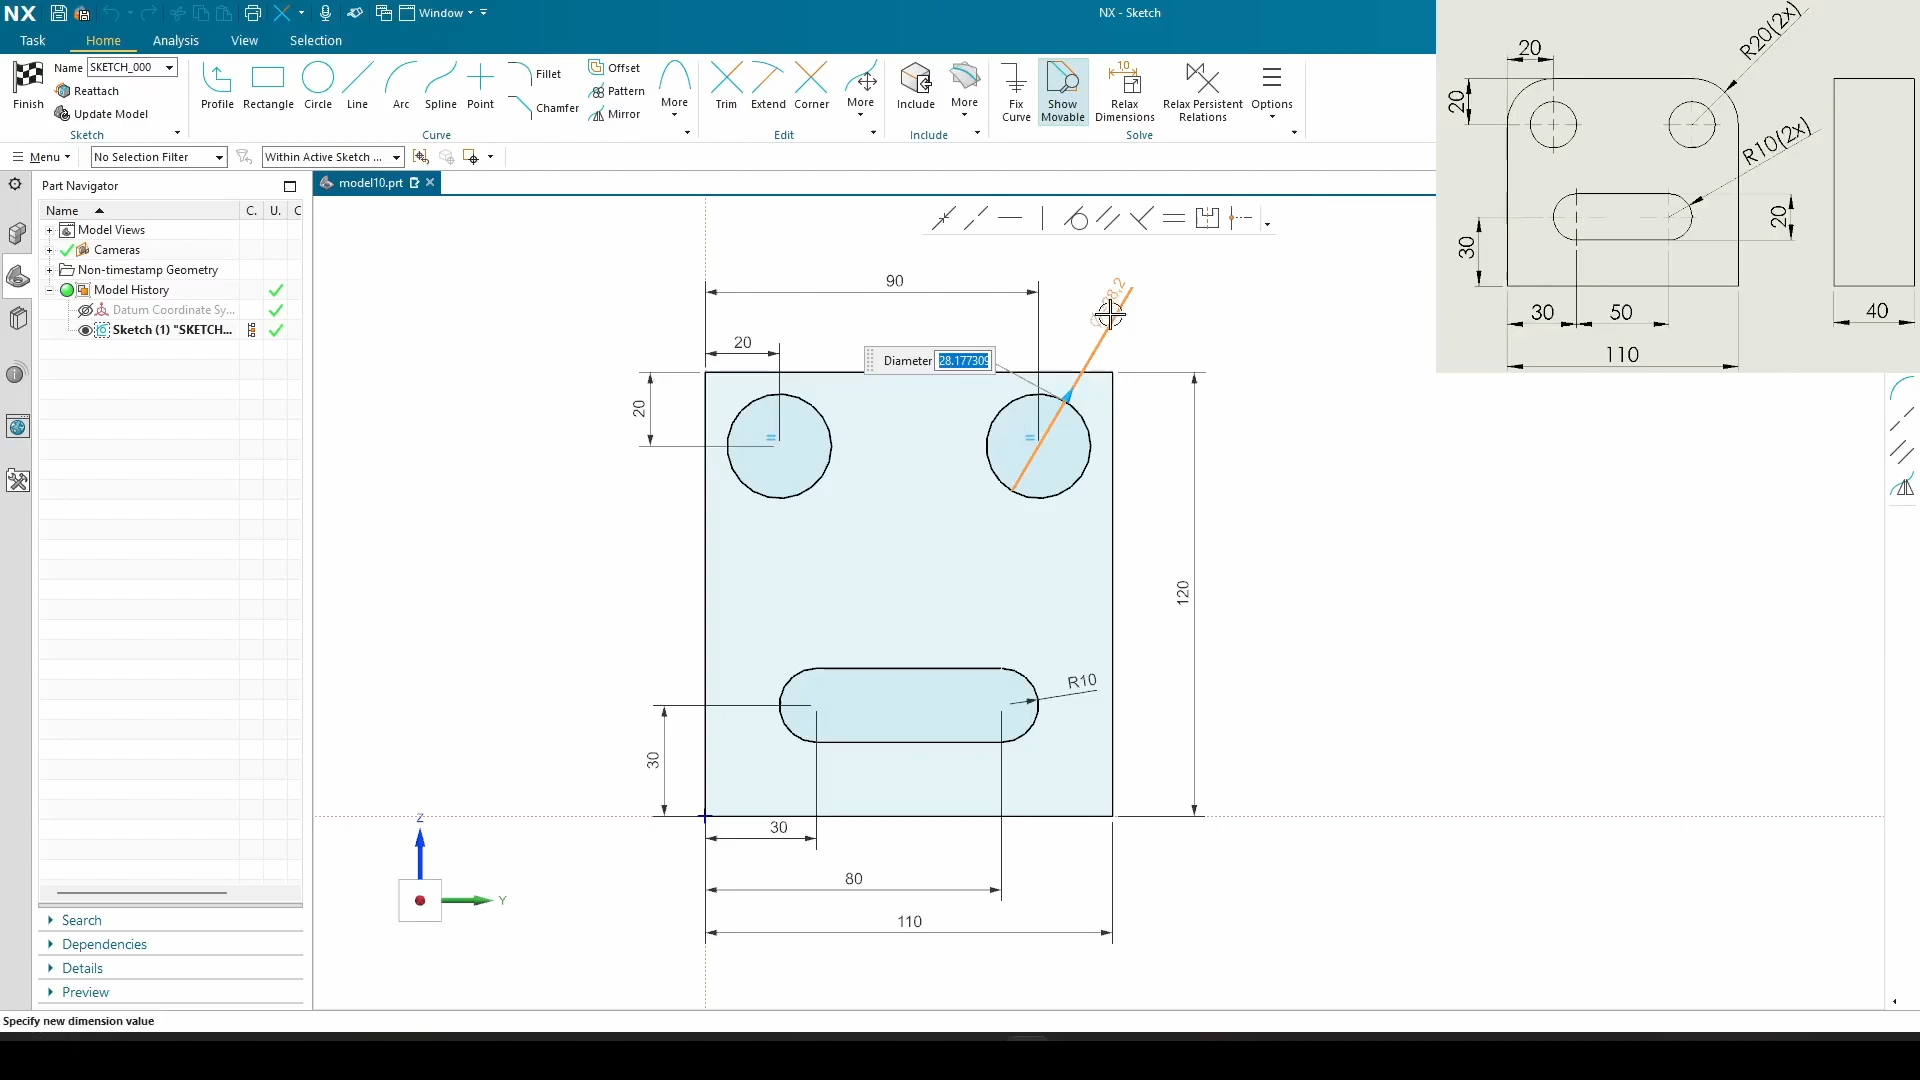 NX
Window
NX - Sketch
Task
Home
Analysis
View
Selection
Finish
Name SKETCH_000
Reattach
Update Model
Sketch
Profile
Rectangle
Circle
Line
Arc
Spline
Point
Fillet
Chamfer
Offset
Pattern
Mirror
More
Curve
Trim
Extend
Corner
More
Edit
Include
More
Include
Fix
Curve
Show
Movable
1,0
Relax
Dimensions
Relax Persistent
Relations
Options
Solve
Menu
No Selection Filter
Within Active Sketch ...
Part Navigator
model10.prt
Name
C.
U.
C
Model Views
Cameras
Non-timestamp Geometry
Model History
Datum Coordinate Sy...
Sketch (1) "SKETCH...
Search
Dependencies
Details
Preview
Specify new dimension value
90
20
Diameter 28.177309
20
120
R10
30
30
80
110
Z
Y
20
R20(2x)
20
R10(2x)
20
30
30
50
40
110